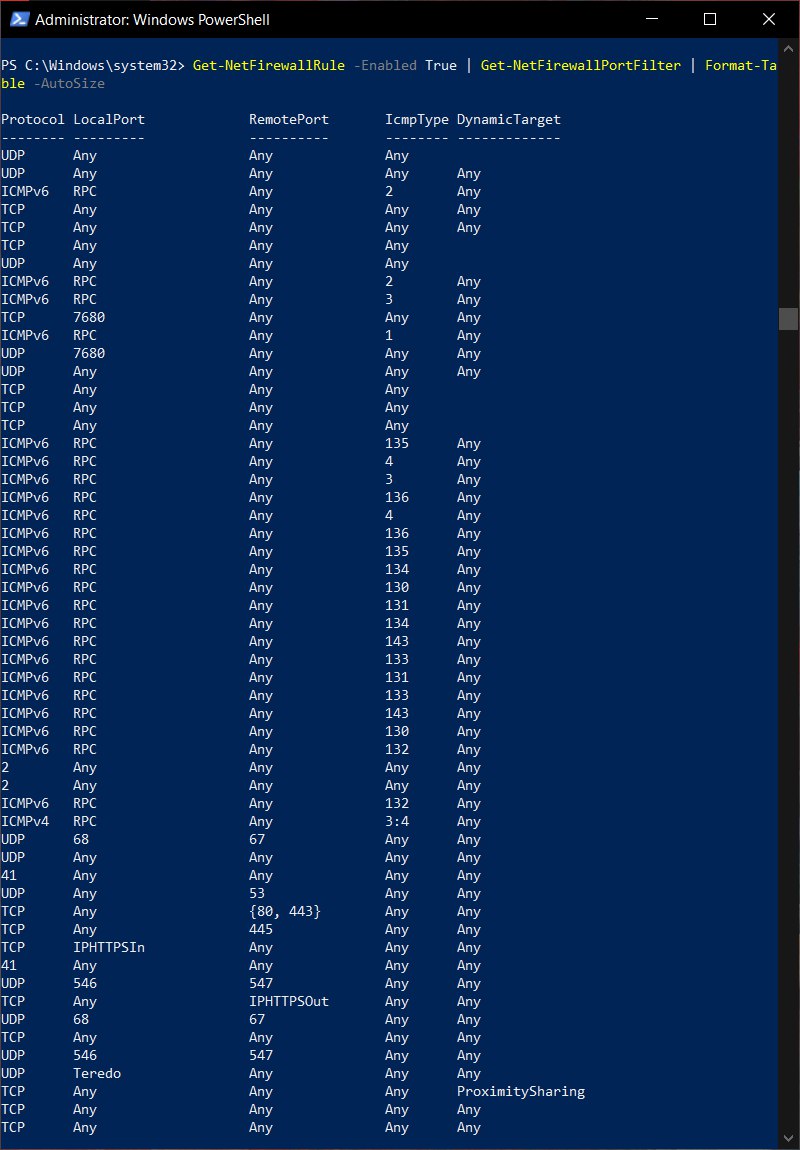 Administrator: Windows PowerShell
PS C:\Windows\system32> Get-NetFirewallRule -Enabled True | Get-NetFirewallPortFilter | Format-Ta
ble -AutoSize
Protocol LocalPort RemotePort IcmpType DynamicTarget
-------- --------- ---------- -------- -------------
UDP Any Any Any
UDP Any Any Any Any
ICMPv6 RPC Any 2 Any
TCP Any Any Any Any
TCP Any Any Any Any
TCP Any Any Any
UDP Any Any Any
ICMPv6 RPC Any 2 Any
ICMPv6 RPC Any 3 Any
TCP 7680 Any Any Any
ICMPv6 RPC Any 1 Any
UDP 7680 Any Any Any
UDP Any Any Any Any
TCP Any Any Any
TCP Any Any Any
TCP Any Any Any
ICMPv6 RPC Any 135 Any
ICMPv6 RPC Any 4 Any
ICMPv6 RPC Any 3 Any
ICMPv6 RPC Any 136 Any
ICMPv6 RPC Any 4 Any
ICMPv6 RPC Any 136 Any
ICMPv6 RPC Any 135 Any
ICMPv6 RPC Any 134 Any
ICMPv6 RPC Any 130 Any
ICMPv6 RPC Any 131 Any
ICMPv6 RPC Any 134 Any
ICMPv6 RPC Any 143 Any
ICMPv6 RPC Any 133 Any
ICMPv6 RPC Any 131 Any
ICMPv6 RPC Any 133 Any
ICMPv6 RPC Any 143 Any
ICMPv6 RPC Any 130 Any
ICMPv6 RPC Any 132 Any
2 Any Any Any Any
2 Any Any Any Any
ICMPv6 RPC Any 132 Any
ICMPv4 RPC Any 3:4 Any
UDP 68 67 Any Any
UDP Any Any Any Any
41 Any Any Any Any
UDP Any 53 Any Any
TCP Any {80, 443} Any Any
TCP Any 445 Any Any
TCP IPHTTPSIn Any Any Any
41 Any Any Any Any
UDP 546 547 Any Any
TCP Any IPHTTPSOut Any Any
UDP 68 67 Any Any
TCP Any Any Any Any
UDP 546 547 Any Any
UDP Teredo Any Any Any
TCP Any Any Any ProximitySharing
TCP Any Any Any Any
TCP Any Any Any Any